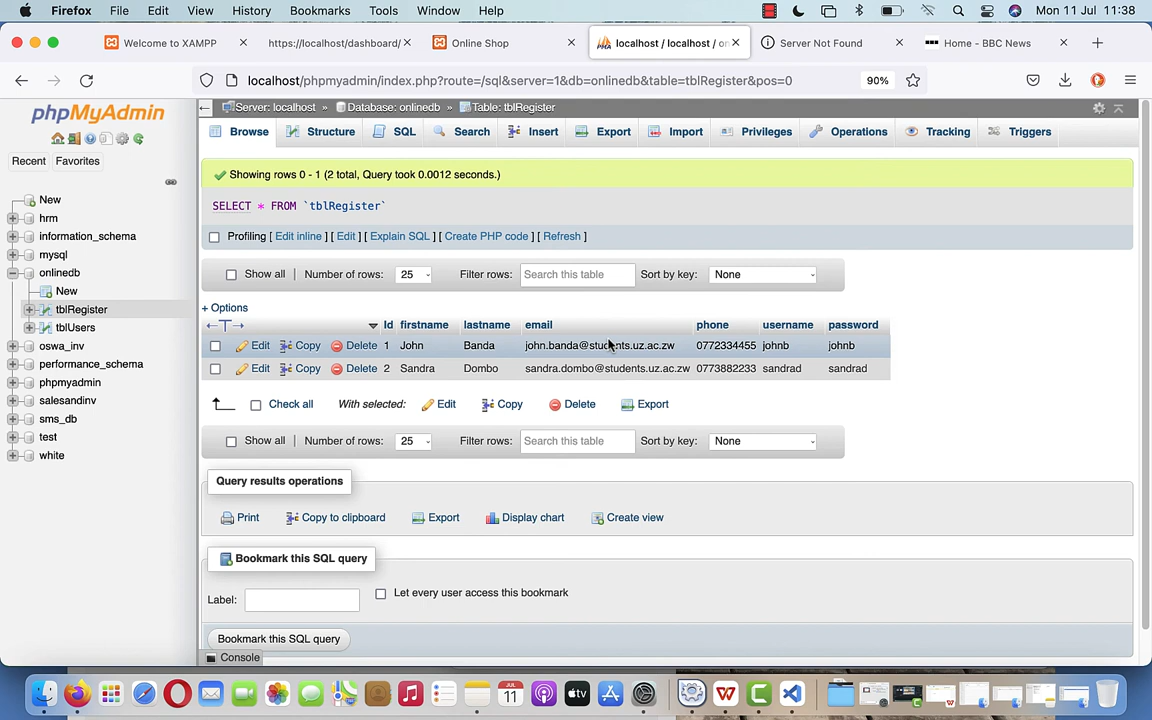 Firefox File Edit View History Bookmarks Tools Window Help Mon 11 Jul 11:38
Welcome to XAMPP https://localhost/dashboard/ Online Shop localhost / localhost / on Server Not Found Home - BBC News
localhost/phpmyadmin/index.php?route=/sql&server=1&db=onlinedb&table=tblRegister&pos=0 90%
phpMyAdmin
Recent Favorites
New
hrm
information_schema
mysql
onlinedb
New
tblRegister
tblUsers
oswa_inv
performance_schema
phpmyadmin
salesandinv
sms_db
test
white
Server: localhost » Database: onlinedb » Table: tblRegister
Browse Structure SQL Search Insert Export Import Privileges Operations Tracking Triggers
Showing rows 0 - 1 (2 total, Query took 0.0012 seconds.)
SELECT * FROM `tblRegister`
Profiling [ Edit inline ] [ Edit ] [ Explain SQL ] [ Create PHP code ] [ Refresh ]
Show all | Number of rows: 25 Filter rows: Search this table Sort by key: None
+ Options
Id firstname lastname email phone username password
Edit Copy Delete 1 John Banda john.banda@students.uz.ac.zw 0772334455 johnb johnb
Edit Copy Delete 2 Sandra Dombo sandra.dombo@students.uz.ac.zw 0773882233 sandrad sandrad
Check all With selected: Edit Copy Delete Export
Show all | Number of rows: 25 Filter rows: Search this table Sort by key: None
Query results operations
Print Copy to clipboard Export Display chart Create view
Bookmark this SQL query
Label: Let every user access this bookmark
Bookmark this SQL query
Console
JUL
11
tv